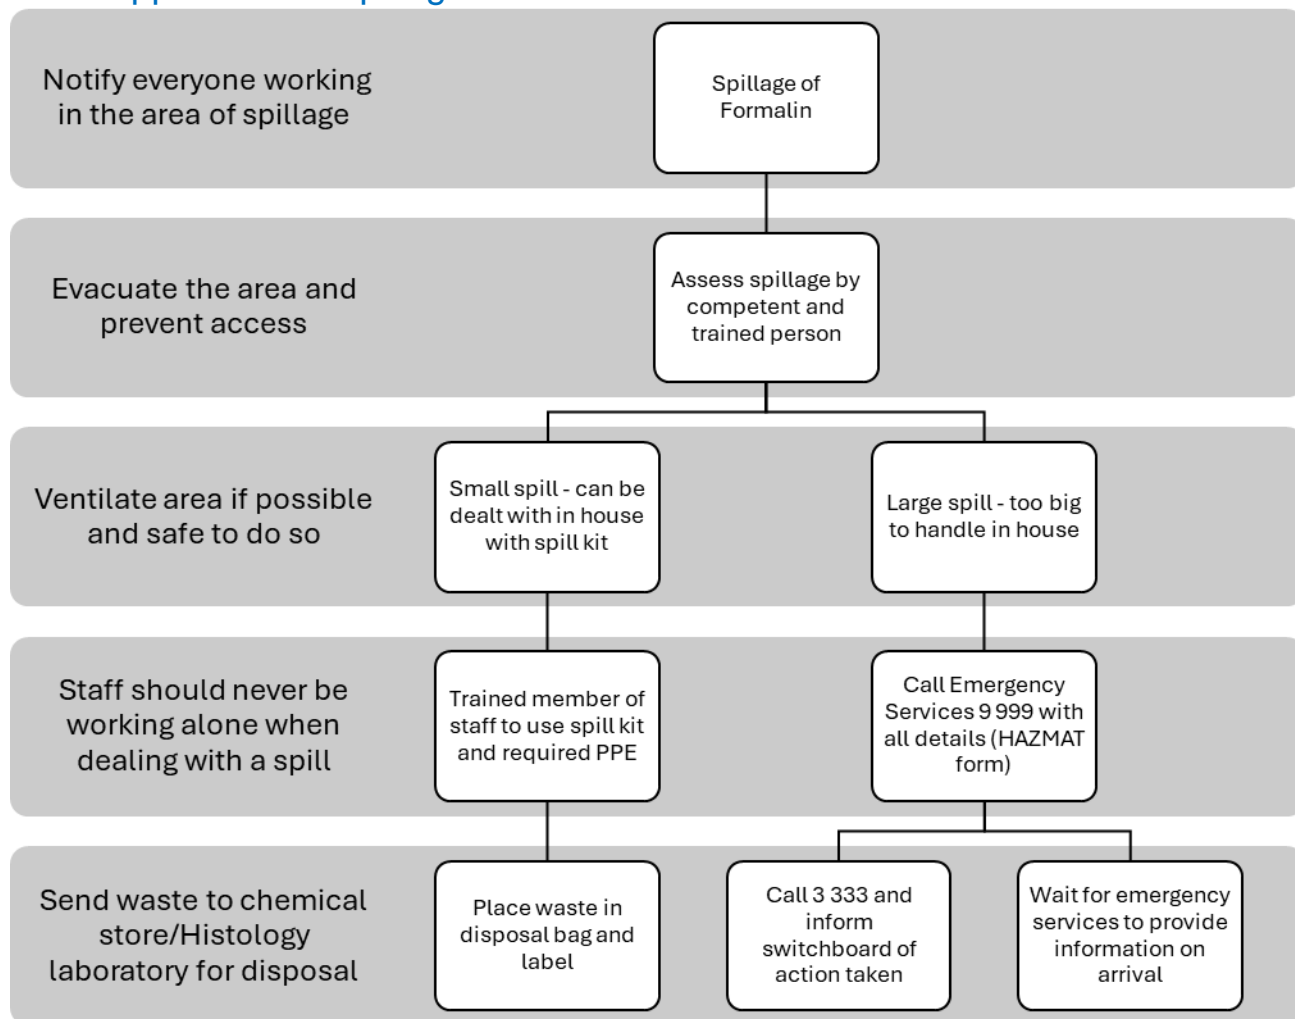 Notify everyone working
in the area of spillage
Spillage of
Formalin
Evacuate the area and
prevent access
Assess spillage by
competent and
trained person
Ventilate area if possible
and safe to do so
Small spill - can be
dealt with in house
with spill kit
Large spill - too big
to handle in house
Staff should never be
working alone when
dealing with a spill
Trained member of
staff to use spill kit
and required PPE
Call Emergency
Services 9 999 with
all details (HAZMAT
form)
Send waste to chemical
store/Histology
laboratory for disposal
Place waste in
disposal bag and
label
Call 3 333 and
inform
switchboard of
action taken
Wait for emergency
services to provide
information on
arrival